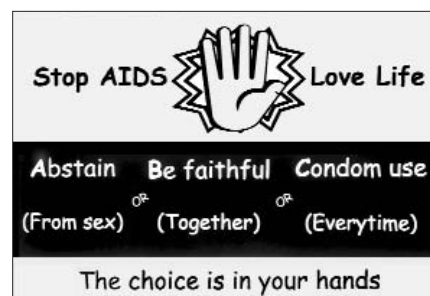 Stop AIDS Love Life
Abstain Be faithful Condom use
OR OR
(From sex) (Together) (Everytime)
The choice is in your hands